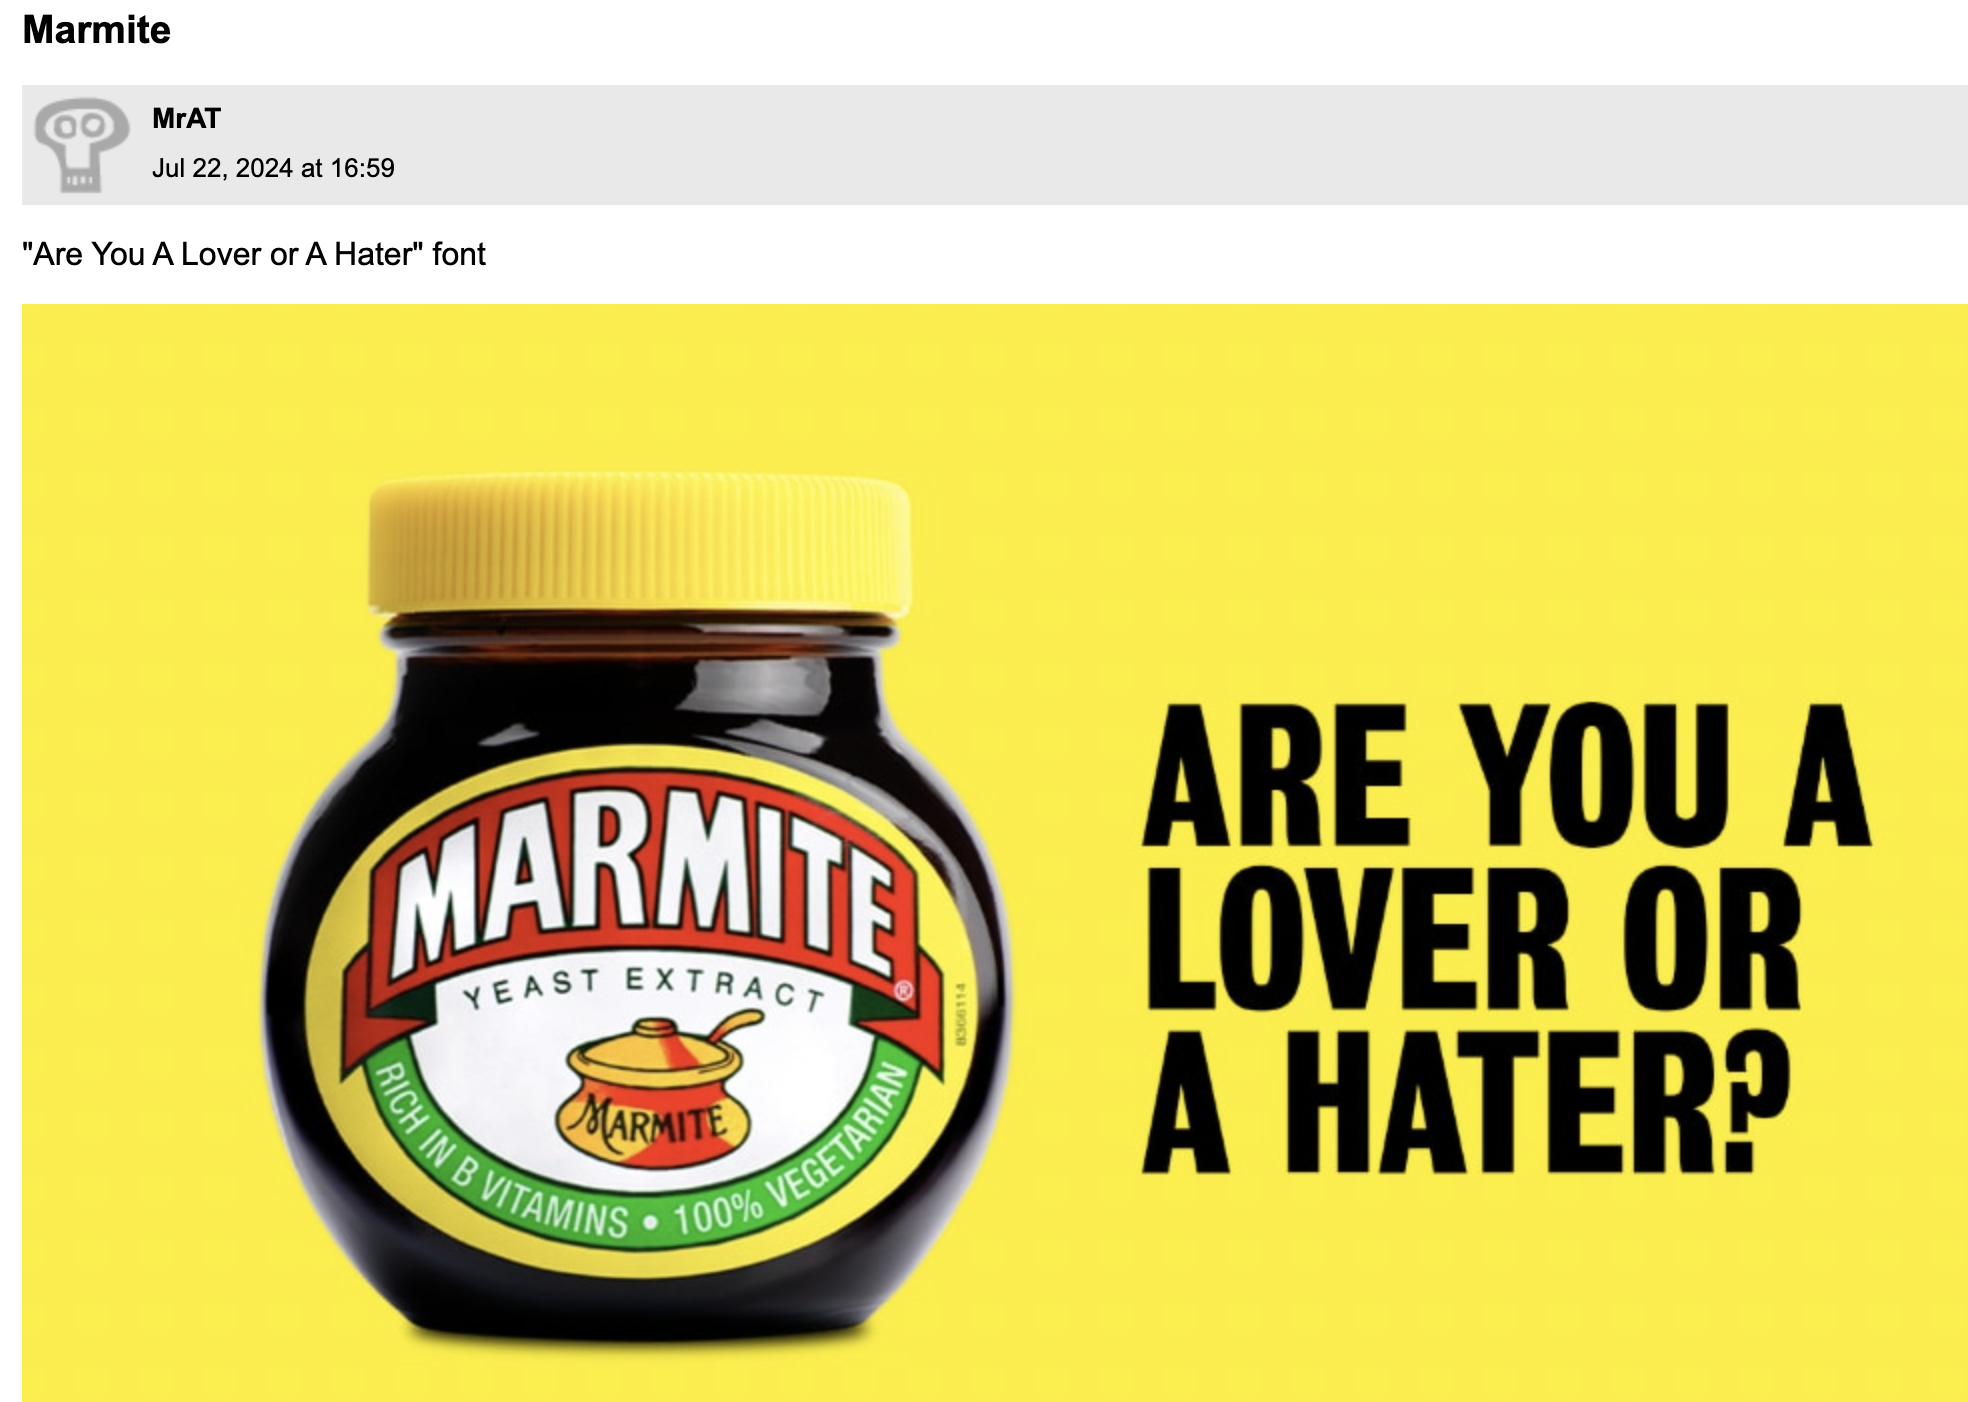 Marmite
MrAT
Jul 22, 2024 at 16:59
"Are You A Lover or A Hater" font
MARMITE®
YEAST EXTRACT
MARMITE
RICH IN B VITAMINS • 100% VEGETARIAN
8366114
ARE YOU A
LOVER OR
A HATER?